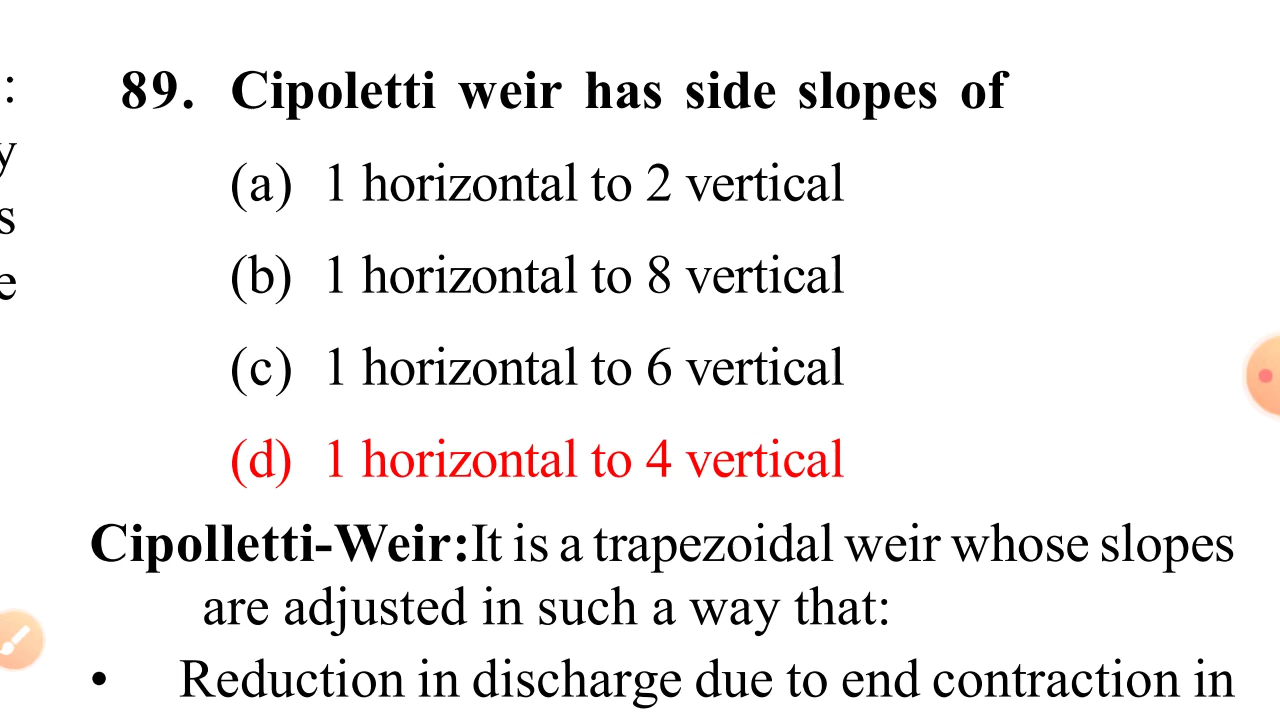 :
y
s
e
89. Cipoletti weir has side slopes of
(a) 1 horizontal to 2 vertical
(b) 1 horizontal to 8 vertical
(c) 1 horizontal to 6 vertical
(d) 1 horizontal to 4 vertical
Cipolletti-Weir:It is a trapezoidal weir whose slopes
are adjusted in such a way that:
• Reduction in discharge due to end contraction in